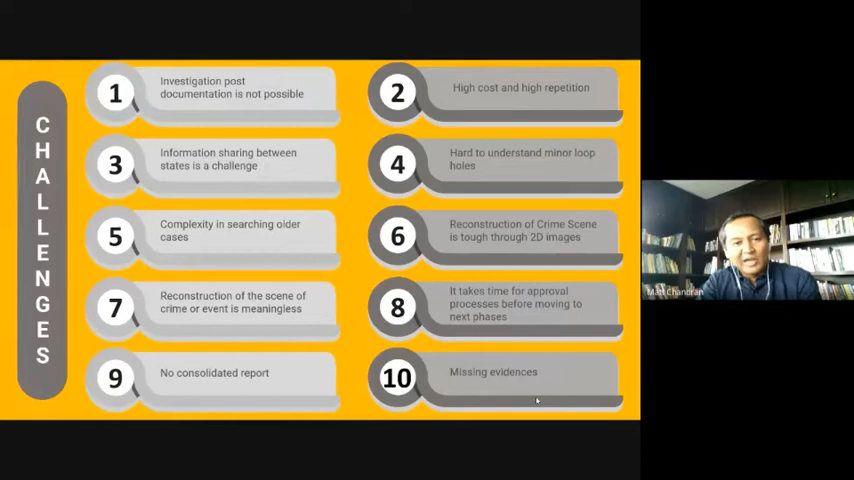 CHALLENGES
1
Investigation post
documentation is not possible
2
High cost and high repetition
3
Information sharing between
states is a challenge
4
Hard to understand minor loop
holes
5
Complexity in searching older
cases
6
Reconstruction of Crime Scene
is tough through 2D images
7
Reconstruction of the scene of
crime or event is meaningless
8
It takes time for approval
processes before moving to
next phases
9
No consolidated report
10
Missing evidences
Matt Chandran